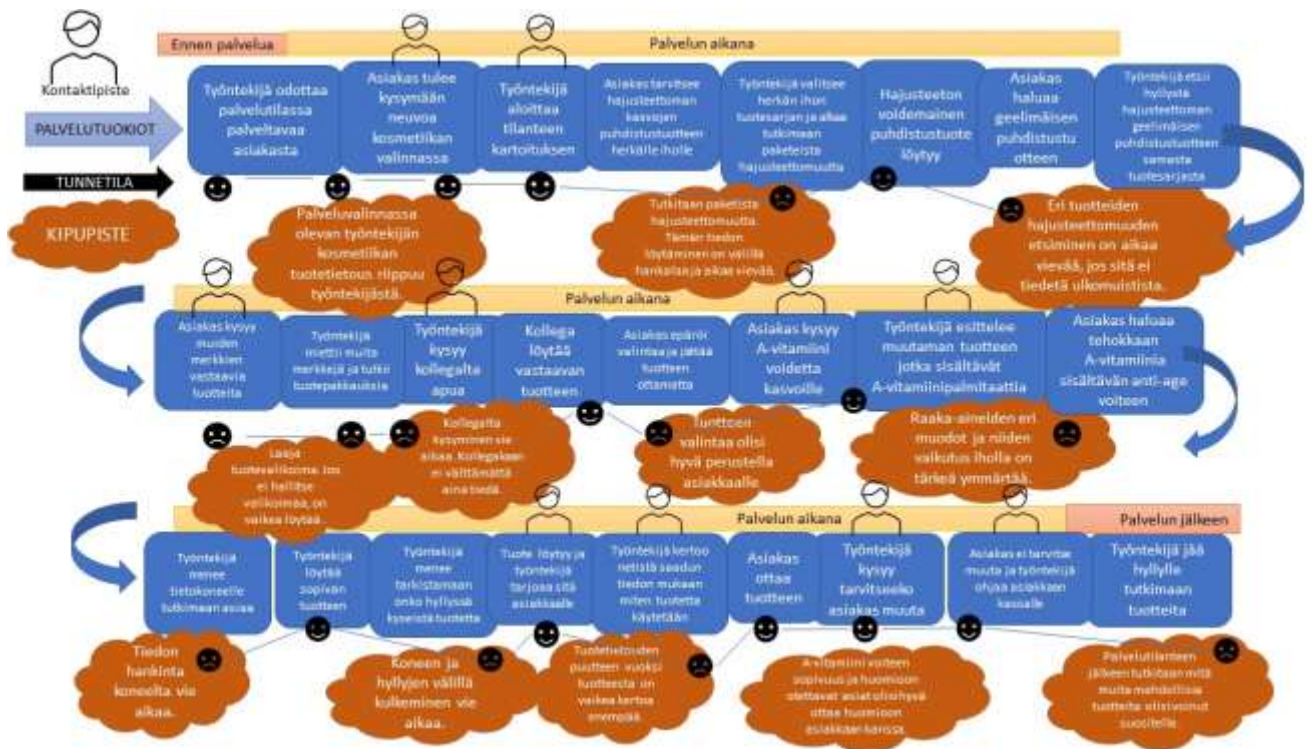 Ennen palvelua
Palvelun aikana
Kontaktipiste
PALVELUTUOKIOT
TUNNETILA
KIPUPISTE
Työntekijä odottaa
palvelutilassa
palveltavaa
asiakasta
Asiakas tulee
kysymään
neuvoa
kosmetiikan
valinnassa
Työntekijä
aloittaa
tilanteen
kartoituksen
Asiakas tarvitsee
hajusteettoman
kasvojen
puhdistustuotteen
herkälle iholle
Työntekijä valitsee
herkän ihon
tuotesarjan ja alkaa
tutkimaan
paketeista
hajusteettomuutta
Hajusteeton
voidemainen
puhdistustuote
löytyy
Asiakas
haluaa
geelimäisen
puhdistustu
otteen
Työntekijä etsii
hyllystä
hajusteettoman
geelimäisen
puhdistustuotteen
samasta
tuotesarjasta
Palveluvalinnassa
olevan työntekijän
kosmetiikan
tuotetietous riippuu
työntekijästä.
Tutkitaan paketista
hajusteettomuutta.
Tämän tiedon
löytäminen on välillä
hankalaa ja aikaa vievää.
Eri tuotteiden
hajusteettomuuden
etsiminen on aikaa
vievää, jos sitä ei
tiedetä ulkomuistista.
Palvelun aikana
Asiakas kysyy
muiden
merkkien
vastaavia
tuotteita
Työntekijä
miettii muita
merkkejä ja tutkii
tuotepakkauksia
Työntekijä
kysyy
kollegalta
apua
Kollega
löytää
vastaavan
tuotteen
Asiakas epäröi
valintaa ja jättää
tuotteen
ottamatta
Asiakas kysyy
A-vitamiini
voidetta
kasvoille
Työntekijä esittelee
muutaman tuotteen
jotka sisältävät
A-vitamiinipalmitaattia
Asiakas haluaa
tehokkaan
A-vitamiinia
sisältävän anti-age
voiteen
Laaja
tuotevalikoima. Jos
ei hallitse
valikoimaa, on
vaikea löytää.
Kollegalta
kysyminen vie
aikaa. Kollegakaan
ei välttämättä
aina tiedä.
Tuotteen
valintaa olisi
hyvä perustella
asiakkaalle
Raaka-aineiden eri
muodot ja niiden
vaikutus iholla on
tärkeä ymmärtää.
Palvelun aikana
Palvelun jälkeen
Työntekijä
menee
tietokoneelle
tutkimaan asiaa
Työntekijä
löytää
sopivan
tuotteen
Työntekijä
menee
tarkistamaan
onko hyllyssä
kyseistä tuotetta
Tuote löytyy ja
työntekijä
tarjoaa sitä
asiakkaalle
Työntekijä kertoo
netistä saadun
tiedon mukaan
miten tuotetta
käytetään
Asiakas
ottaa
tuotteen
Työntekijä
kysyy
tarvitseeko
asiakas muuta
Asiakas ei tarvitse
muuta ja työntekijä
ohjaa asiakkaan
kassalle
Työntekijä jää
hyllylle
tutkimaan
tuotteita
Tiedon
hankinta
koneelta vie
aikaa.
Koneen ja
hyllyjen välillä
kulkeminen vie
aikaa.
Tuotetietouden
puutteen vuoksi
tuotteesta on
vaikea kertoa
enempää.
A-vitamiini voiteen
sopivuus ja huomioon
otettavat asiat olisi hyvä
ottaa huomioon
asiakkaan kanssa.
Palvelutilanteen
jälkeen tutkitaan mitä
muita mahdollisia
tuotteita olisi voinut
suositella.